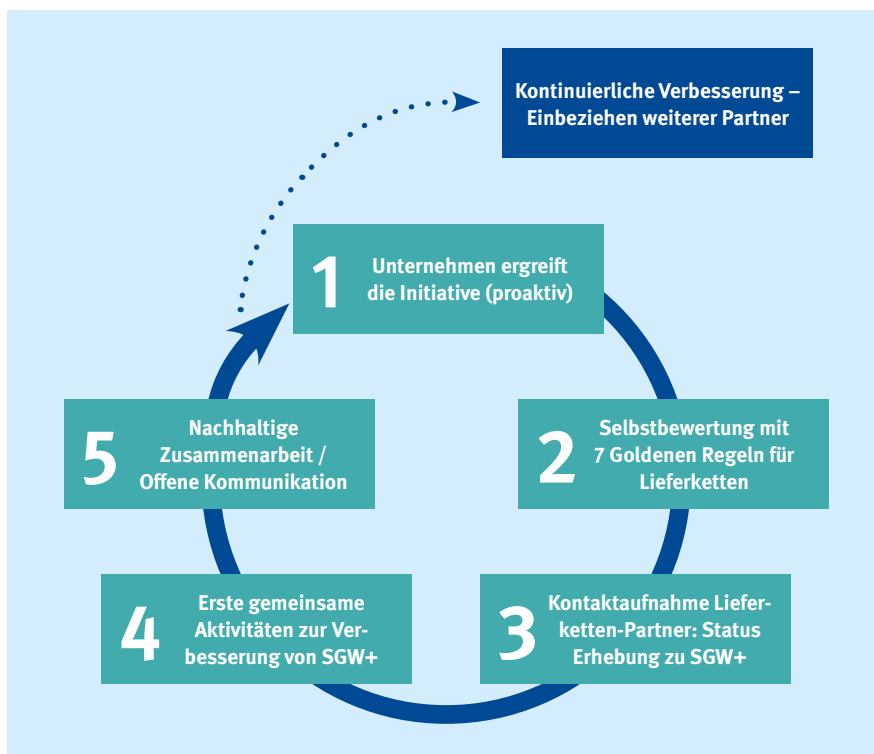 Kontinuierliche Verbesserung –
Einbeziehen weiterer Partner
1
Unternehmen ergreift
die Initiative (proaktiv)
2
Selbstbewertung mit
7 Goldenen Regeln für
Lieferketten
3
Kontaktaufnahme Liefer-
ketten-Partner: Status
Erhebung zu SGW+
4
Erste gemeinsame
Aktivitäten zur Ver-
besserung von SGW+
5
Nachhaltige
Zusammenarbeit /
Offene Kommunikation